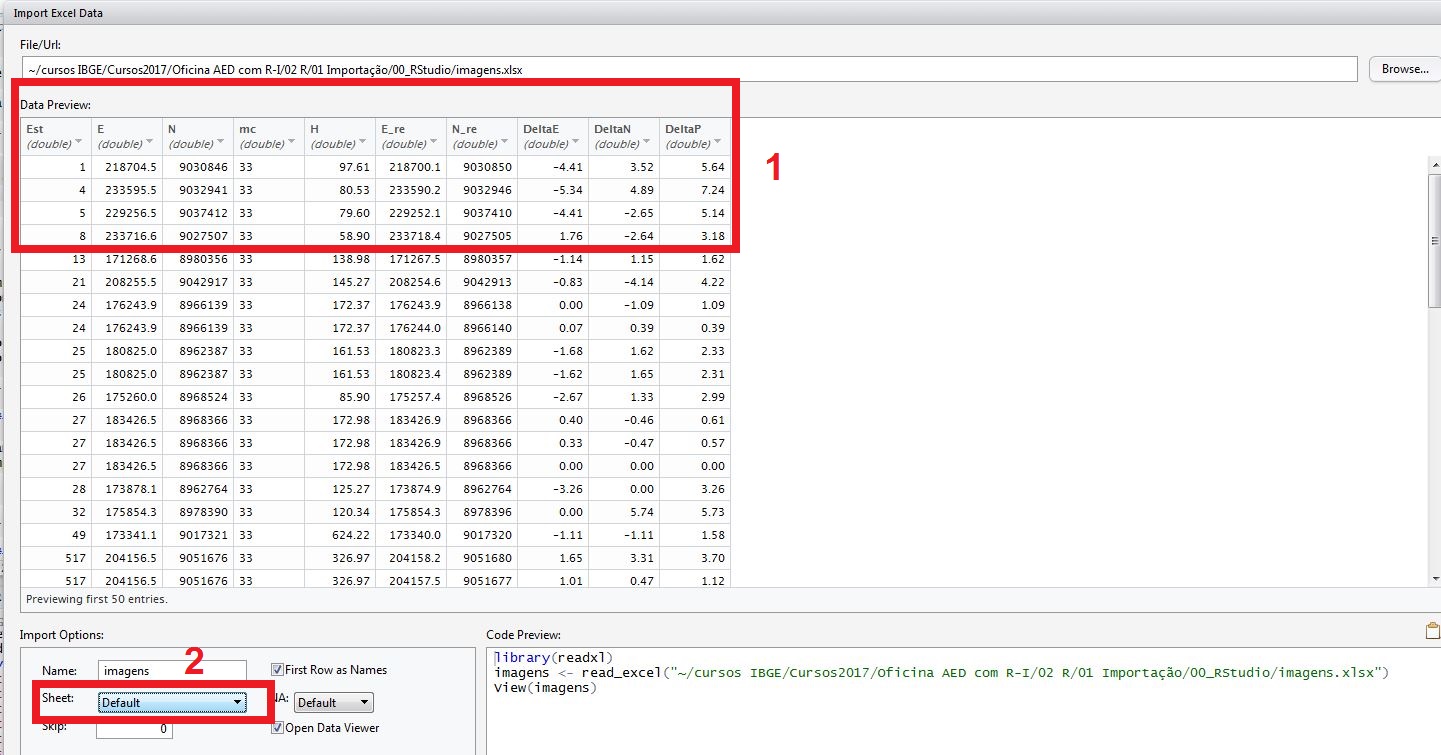 Import Excel Data
File/Url:
~/cursos IBGE/Cursos2017/Oficina AED com R-I/02 R/01 Importação/00_RStudio/imagens.xlsx
Browse...
Data Preview:
Est E N mc H E_re N_re DeltaE DeltaN DeltaP
(double) (double) (double) (double) (double) (double) (double) (double) (double) (double)
1 218704.5 9030846 33 97.61 218700.1 9030850 -4.41 3.52 5.64
1
4 233595.5 9032941 33 80.53 233590.2 9032946 -5.34 4.89 7.24
5 229256.5 9037412 33 79.60 229252.1 9037410 -4.41 -2.65 5.14
8 233716.6 9027507 33 58.90 233718.4 9027505 1.76 -2.64 3.18
13 171268.6 8980356 33 138.98 171267.5 8980357 -1.14 1.15 1.62
21 208255.5 9042917 33 145.27 208254.6 9042913 -0.83 -4.14 4.22
24 176243.9 8966139 33 172.37 176243.9 8966138 0.00 -1.09 1.09
24 176243.9 8966139 33 172.37 176244.0 8966140 0.07 0.39 0.39
25 180825.0 8962387 33 161.53 180823.3 8962389 -1.68 1.62 2.33
25 180825.0 8962387 33 161.53 180823.4 8962389 -1.62 1.65 2.31
26 175260.0 8968524 33 85.90 175257.4 8968526 -2.67 1.33 2.99
27 183426.5 8968366 33 172.98 183426.9 8968366 0.40 -0.46 0.61
27 183426.5 8968366 33 172.98 183426.9 8968366 0.33 -0.47 0.57
27 183426.5 8968366 33 172.98 183426.5 8968366 0.00 0.00 0.00
28 173878.1 8962764 33 125.27 173874.9 8962764 -3.26 0.00 3.26
32 175854.3 8978390 33 120.34 175854.3 8978396 0.00 5.74 5.73
49 173341.1 9017321 33 624.22 173340.0 9017320 -1.11 -1.11 1.58
517 204156.5 9051676 33 326.97 204158.2 9051680 1.65 3.31 3.70
517 204156.5 9051676 33 326.97 204157.5 9051677 1.01 0.47 1.12
Previewing first 50 entries.
Import Options:
Name: imagens
2
First Row as Names
Sheet: Default
NA: Default
Skip: 0
Open Data Viewer
Code Preview:
library(readxl)
imagens <- read_excel("~/cursos IBGE/Cursos2017/Oficina AED com R-I/02 R/01 Importação/00_RStudio/imagens.xlsx")
View(imagens)